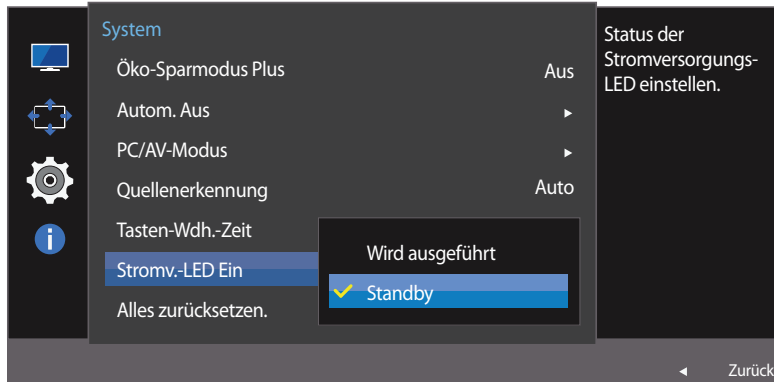 System
Öko-Sparmodus Plus Aus
Autom. Aus
PC/AV-Modus
Quellenerkennung Auto
Tasten-Wdh.-Zeit
Stromv.-LED Ein
Alles zurücksetzen.
Wird ausgeführt
Standby
Status der
Stromversorgungs-
LED einstellen.
Zurück